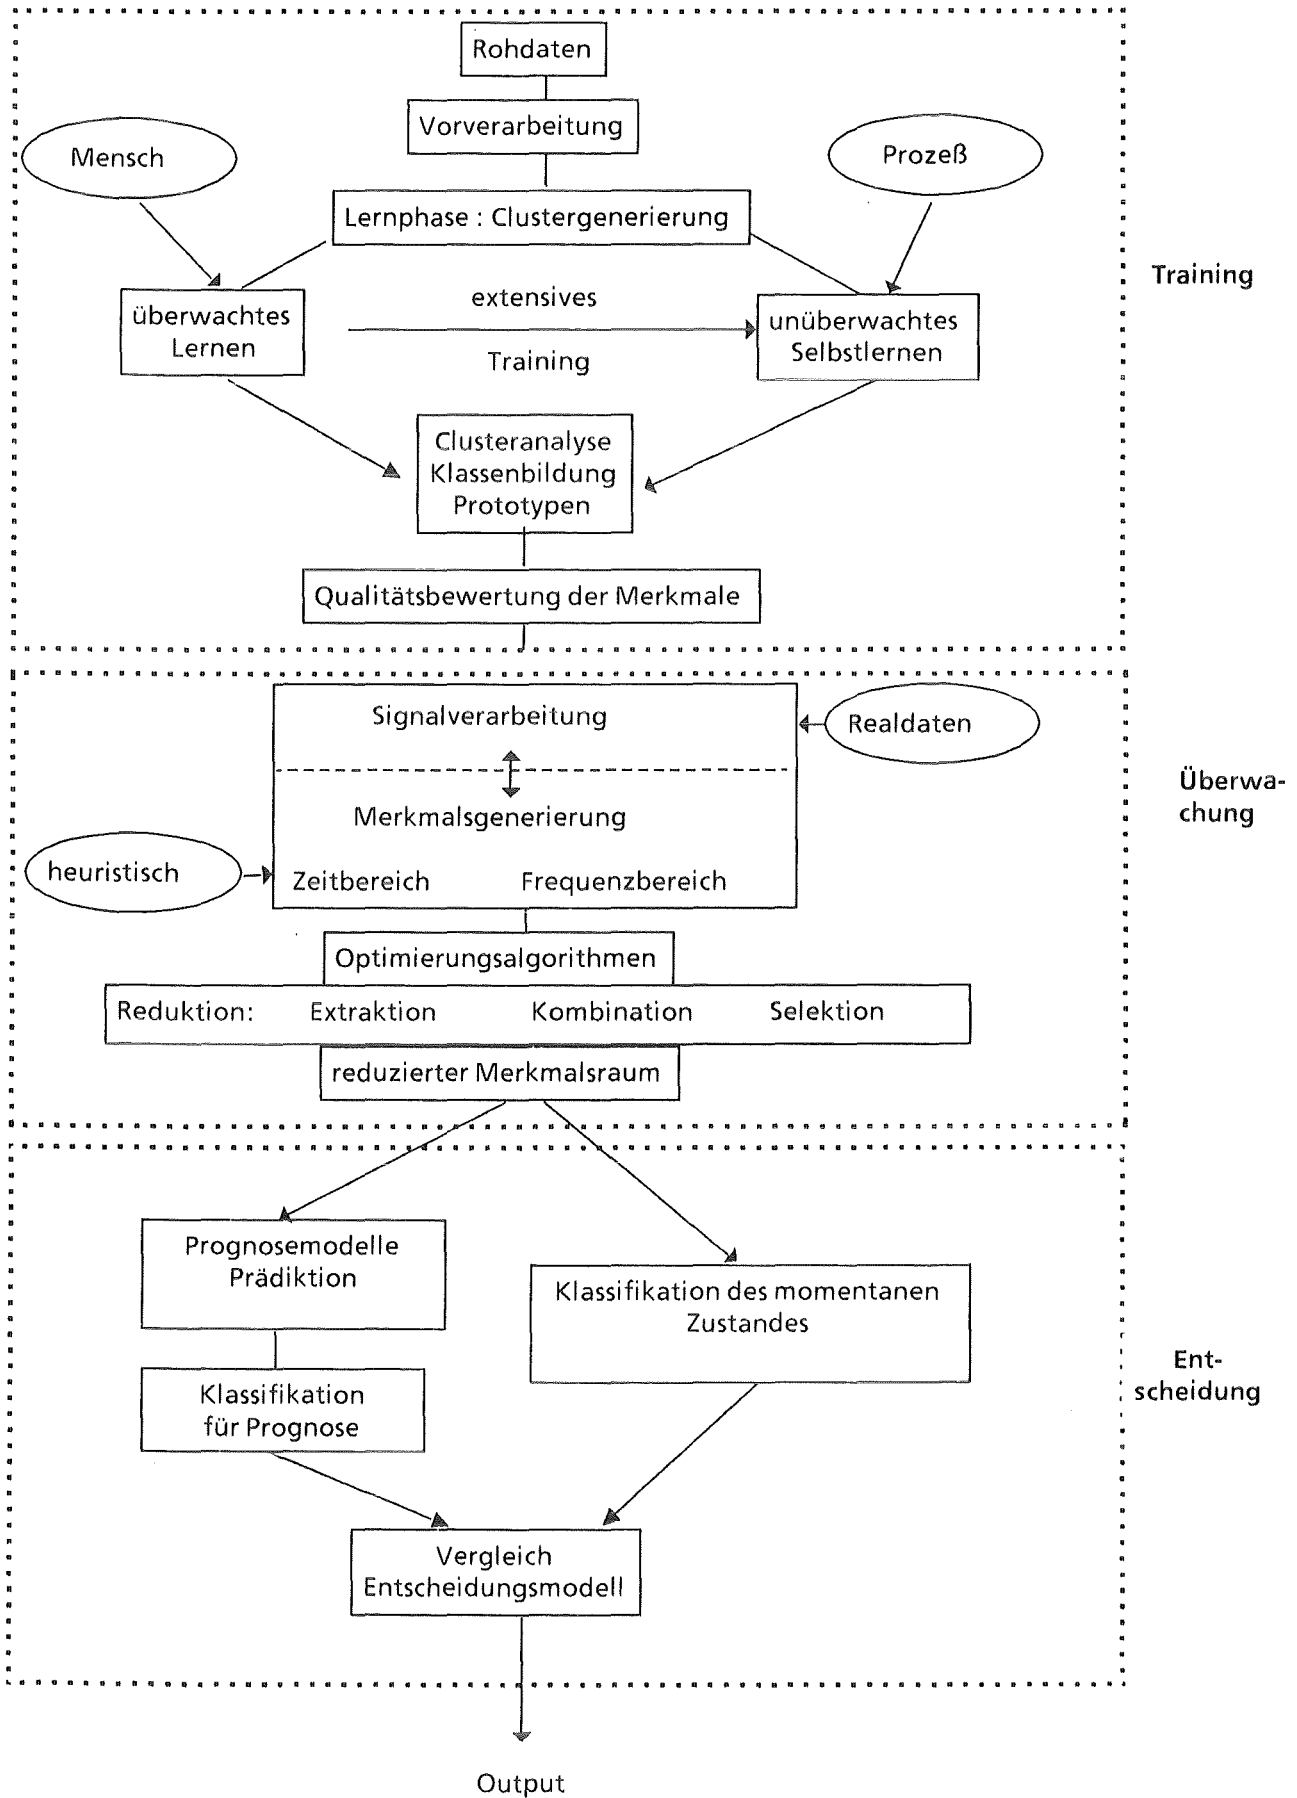 Rohdaten
Vorverarbeitung
Mensch
Prozeß
Lernphase : Clustergenerierung
Training
überwachtes
Lernen
extensives
Training
unüberwachtes
Selbstlernen
Clusteranalyse
Klassenbildung
Prototypen
Qualitätsbewertung der Merkmale
Signalverarbeitung
Realdaten
Überwa-
chung
Merkmalsgenerierung
heuristisch
Zeitbereich Frequenzbereich
Optimierungsalgorithmen
Reduktion: Extraktion Kombination Selektion
reduzierter Merkmalsraum
Prognosemodelle
Prädiktion
Klassifikation des momentanen
Zustandes
Ent-
scheidung
Klassifikation
für Prognose
Vergleich
Entscheidungsmodell
Output